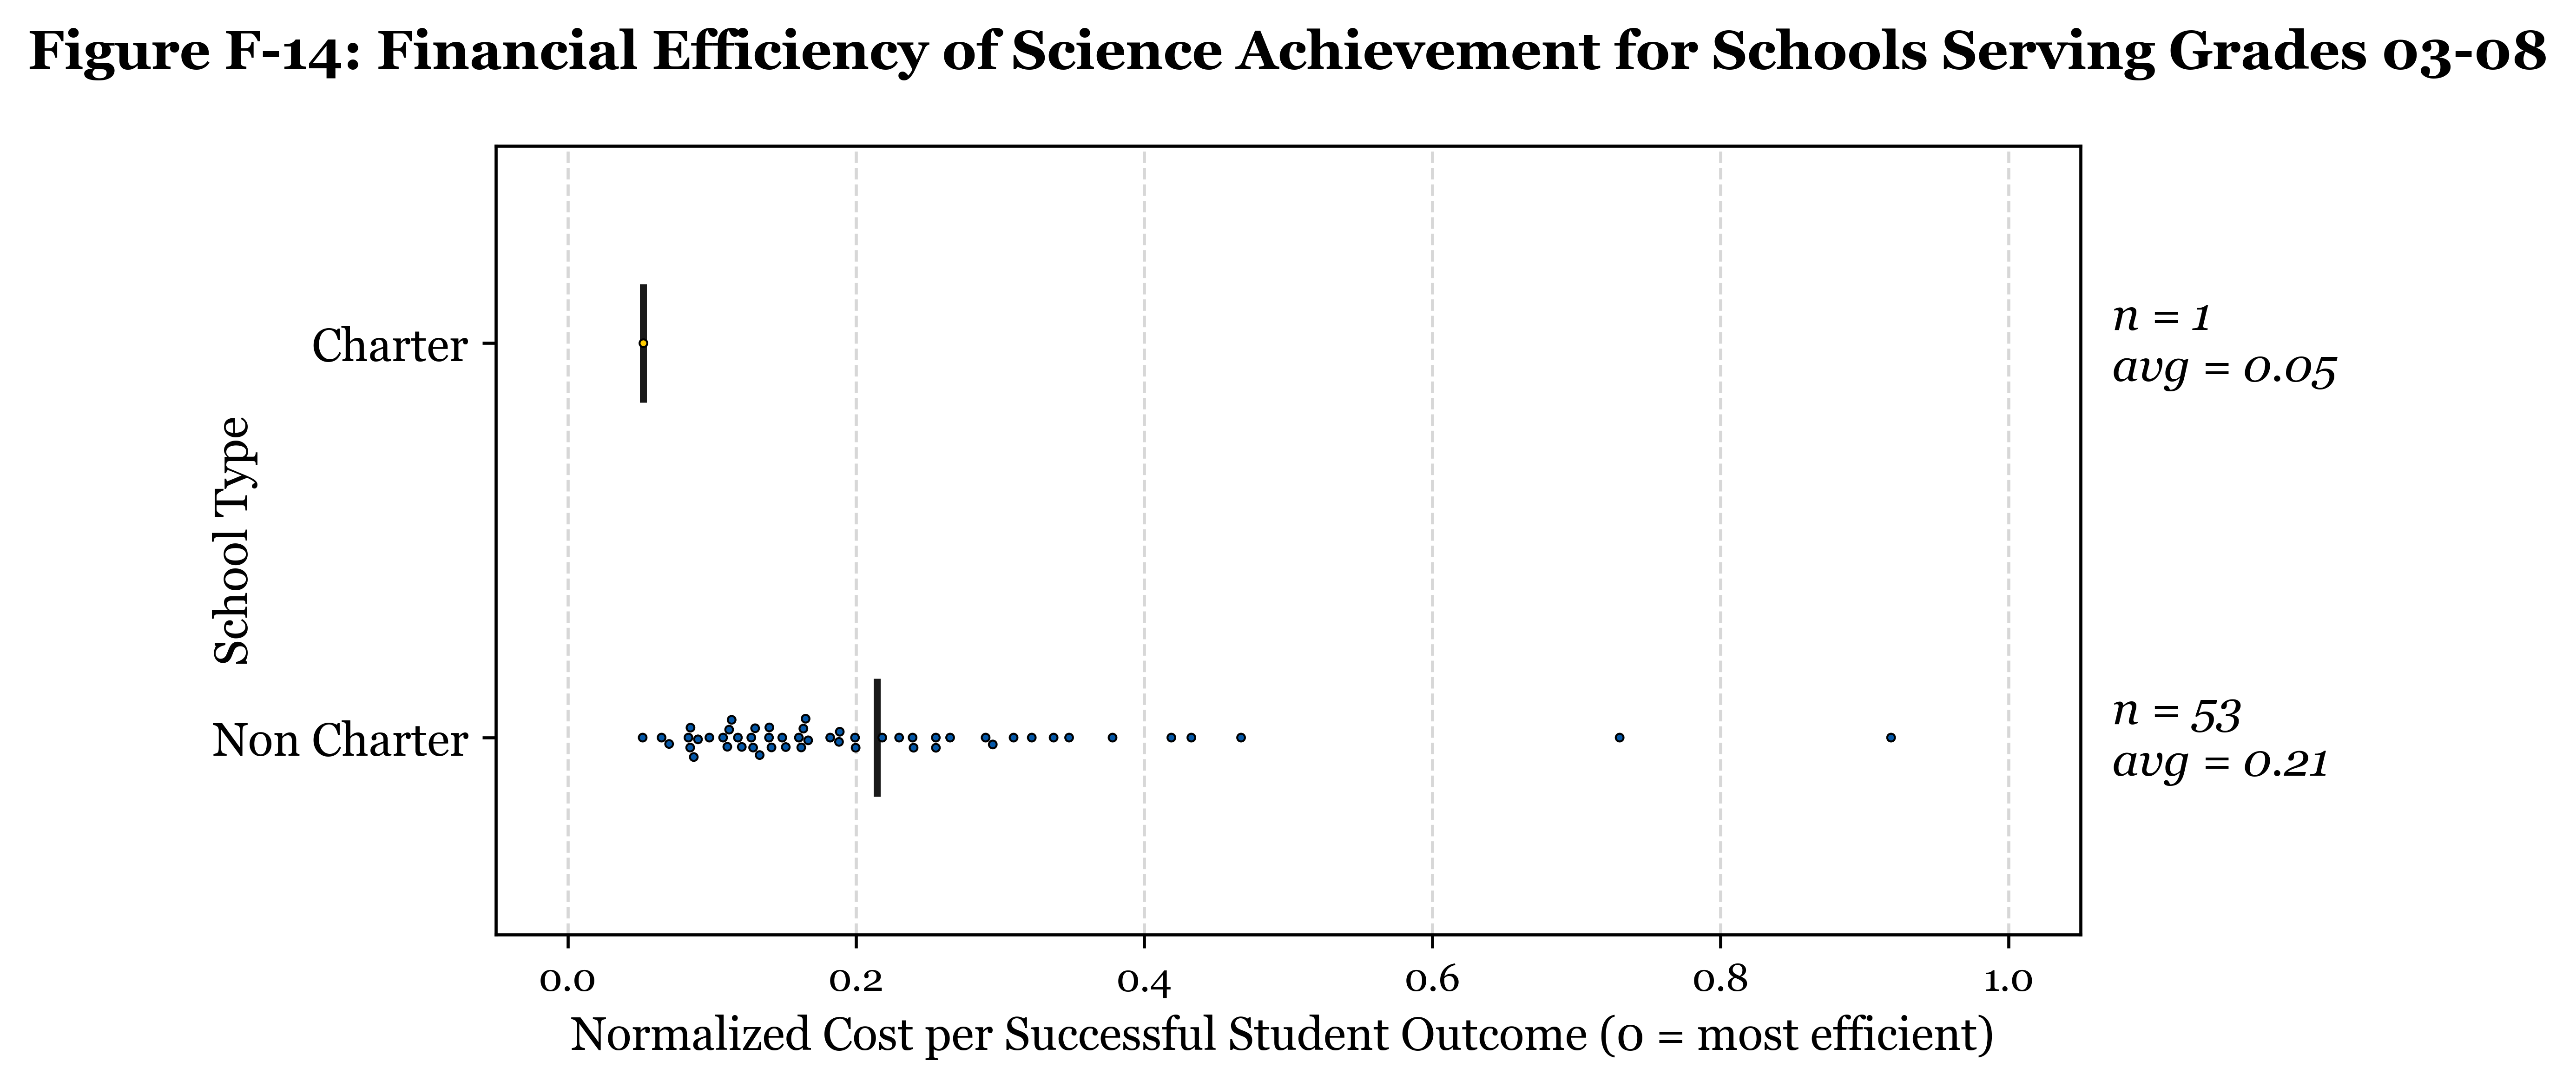 Figure F-14: Financial Efficiency of Science Achievement for Schools Serving Grades 03-08
School Type
Charter
n = 1
avg = 0.05
Non Charter
n = 53
avg = 0.21
0.0 0.2 0.4 0.6 0.8 1.0
Normalized Cost per Successful Student Outcome (0 = most efficient)